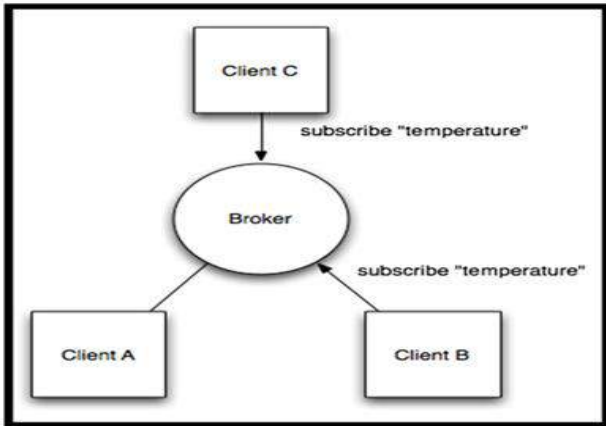 Client C
subscribe "temperature"
Broker
subscribe "temperature"
Client A
Client B